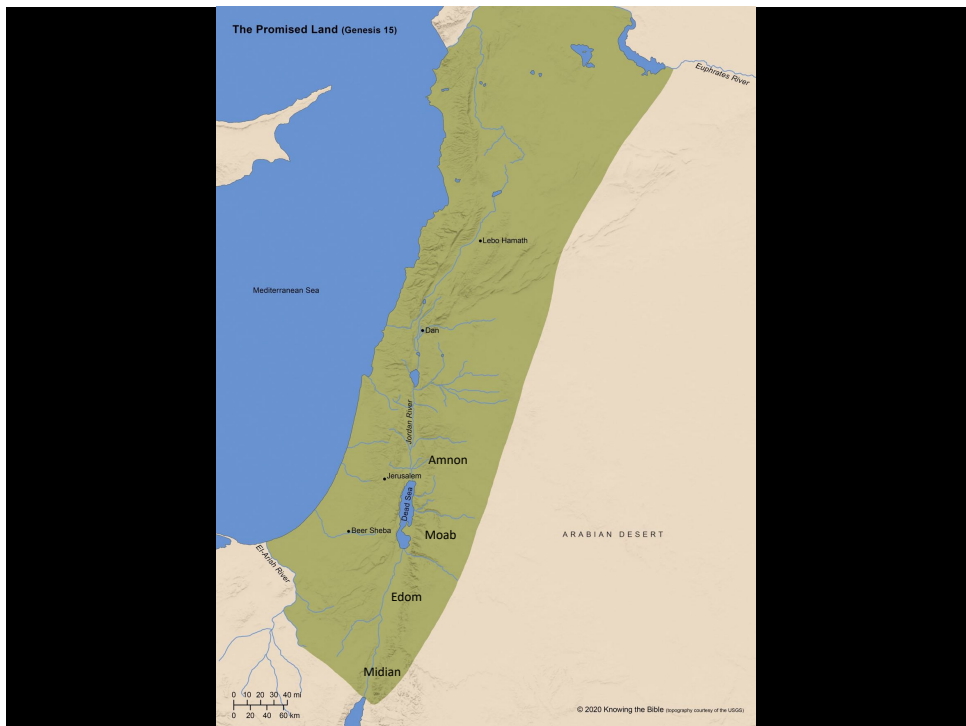 The Promised Land (Genesis 15)
Euphrates River
Lebo Hamath
Mediterranean Sea
Dan
Jordan River
Amnon
Jerusalem
Dead Sea
Beer Sheba
Moab
ARABIAN DESERT
El-Arish River
Edom
Midian
0 10 20 30 40 mi
0 20 40 60 km
© 2020 Knowing the Bible (topography courtesy of the USGS)